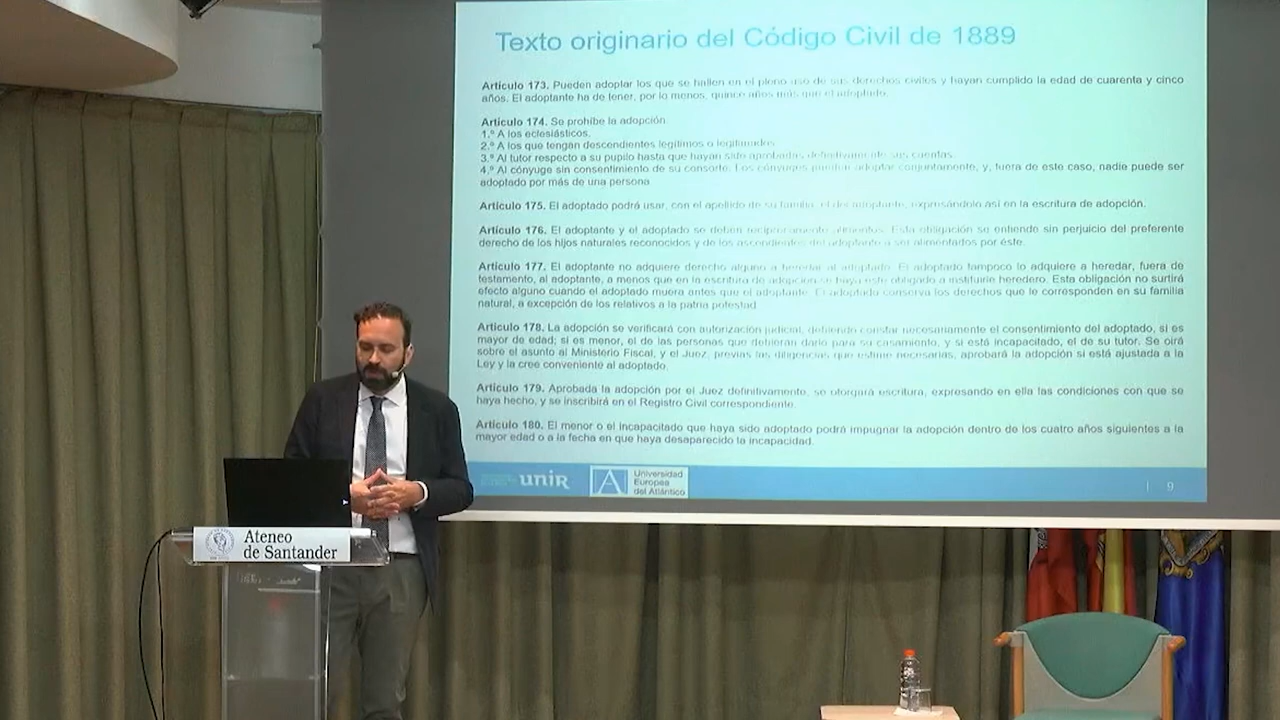 Texto originario del Código Civil de 1889
Artículo 173. Pueden adoptar los que se hallen en el pleno uso de sus derechos civiles y hayan cumplido la edad de cuarenta y cinco
años. El adoptante ha de tener, por lo menos, quince años más que el adoptado.
Artículo 174. Se prohíbe la adopción:
1.º A los eclesiásticos.
2.º A los que tengan descendientes legítimos o legitimados.
3.º Al tutor respecto a su pupilo hasta que hayan sido aprobadas definitivamente sus cuentas.
4.º Al cónyuge sin consentimiento de su consorte. Los cónyuges pueden adoptar conjuntamente, y, fuera de este caso, nadie puede ser
adoptado por más de una persona.
Artículo 175. El adoptado podrá usar, con el apellido de su familia, el del adoptante, expresándolo así en la escritura de adopción.
Artículo 176. El adoptante y el adoptado se deben recíprocamente alimentos. Esta obligación se entiende sin perjuicio del preferente
derecho de los hijos naturales reconocidos y de los ascendientes del adoptante a ser alimentados por éste.
Artículo 177. El adoptante no adquiere derecho alguno a heredar al adoptado. El adoptado tampoco lo adquiere a heredar, fuera de
testamento, al adoptante, a menos que en la escritura de adopción se haya éste obligado a instituirle heredero. Esta obligación no surtirá
efecto alguno cuando el adoptado muera antes que el adoptante. El adoptado conserva los derechos que le corresponden en su familia
natural, a excepción de los relativos a la patria potestad.
Artículo 178. La adopción se verificará con autorización judicial, debiendo constar necesariamente el consentimiento del adoptado, si es
mayor de edad; si es menor, el de las personas que debieran darlo para su casamiento, y si está incapacitado, el de su tutor. Se oirá
sobre el asunto al Ministerio Fiscal, y el Juez, previas las diligencias que estime necesarias, aprobará la adopción si está ajustada a la
Ley y la cree conveniente al adoptado.
Artículo 179. Aprobada la adopción por el Juez definitivamente, se otorgará escritura, expresando en ella las condiciones con que se
haya hecho, y se inscribirá en el Registro Civil correspondiente.
Artículo 180. El menor o el incapacitado que haya sido adoptado podrá impugnar la adopción dentro de los cuatro años siguientes a la
mayor edad o a la fecha en que haya desaparecido la incapacidad.
unir
Universidad
Europea
del Atlántico
9
Ateneo
de Santander